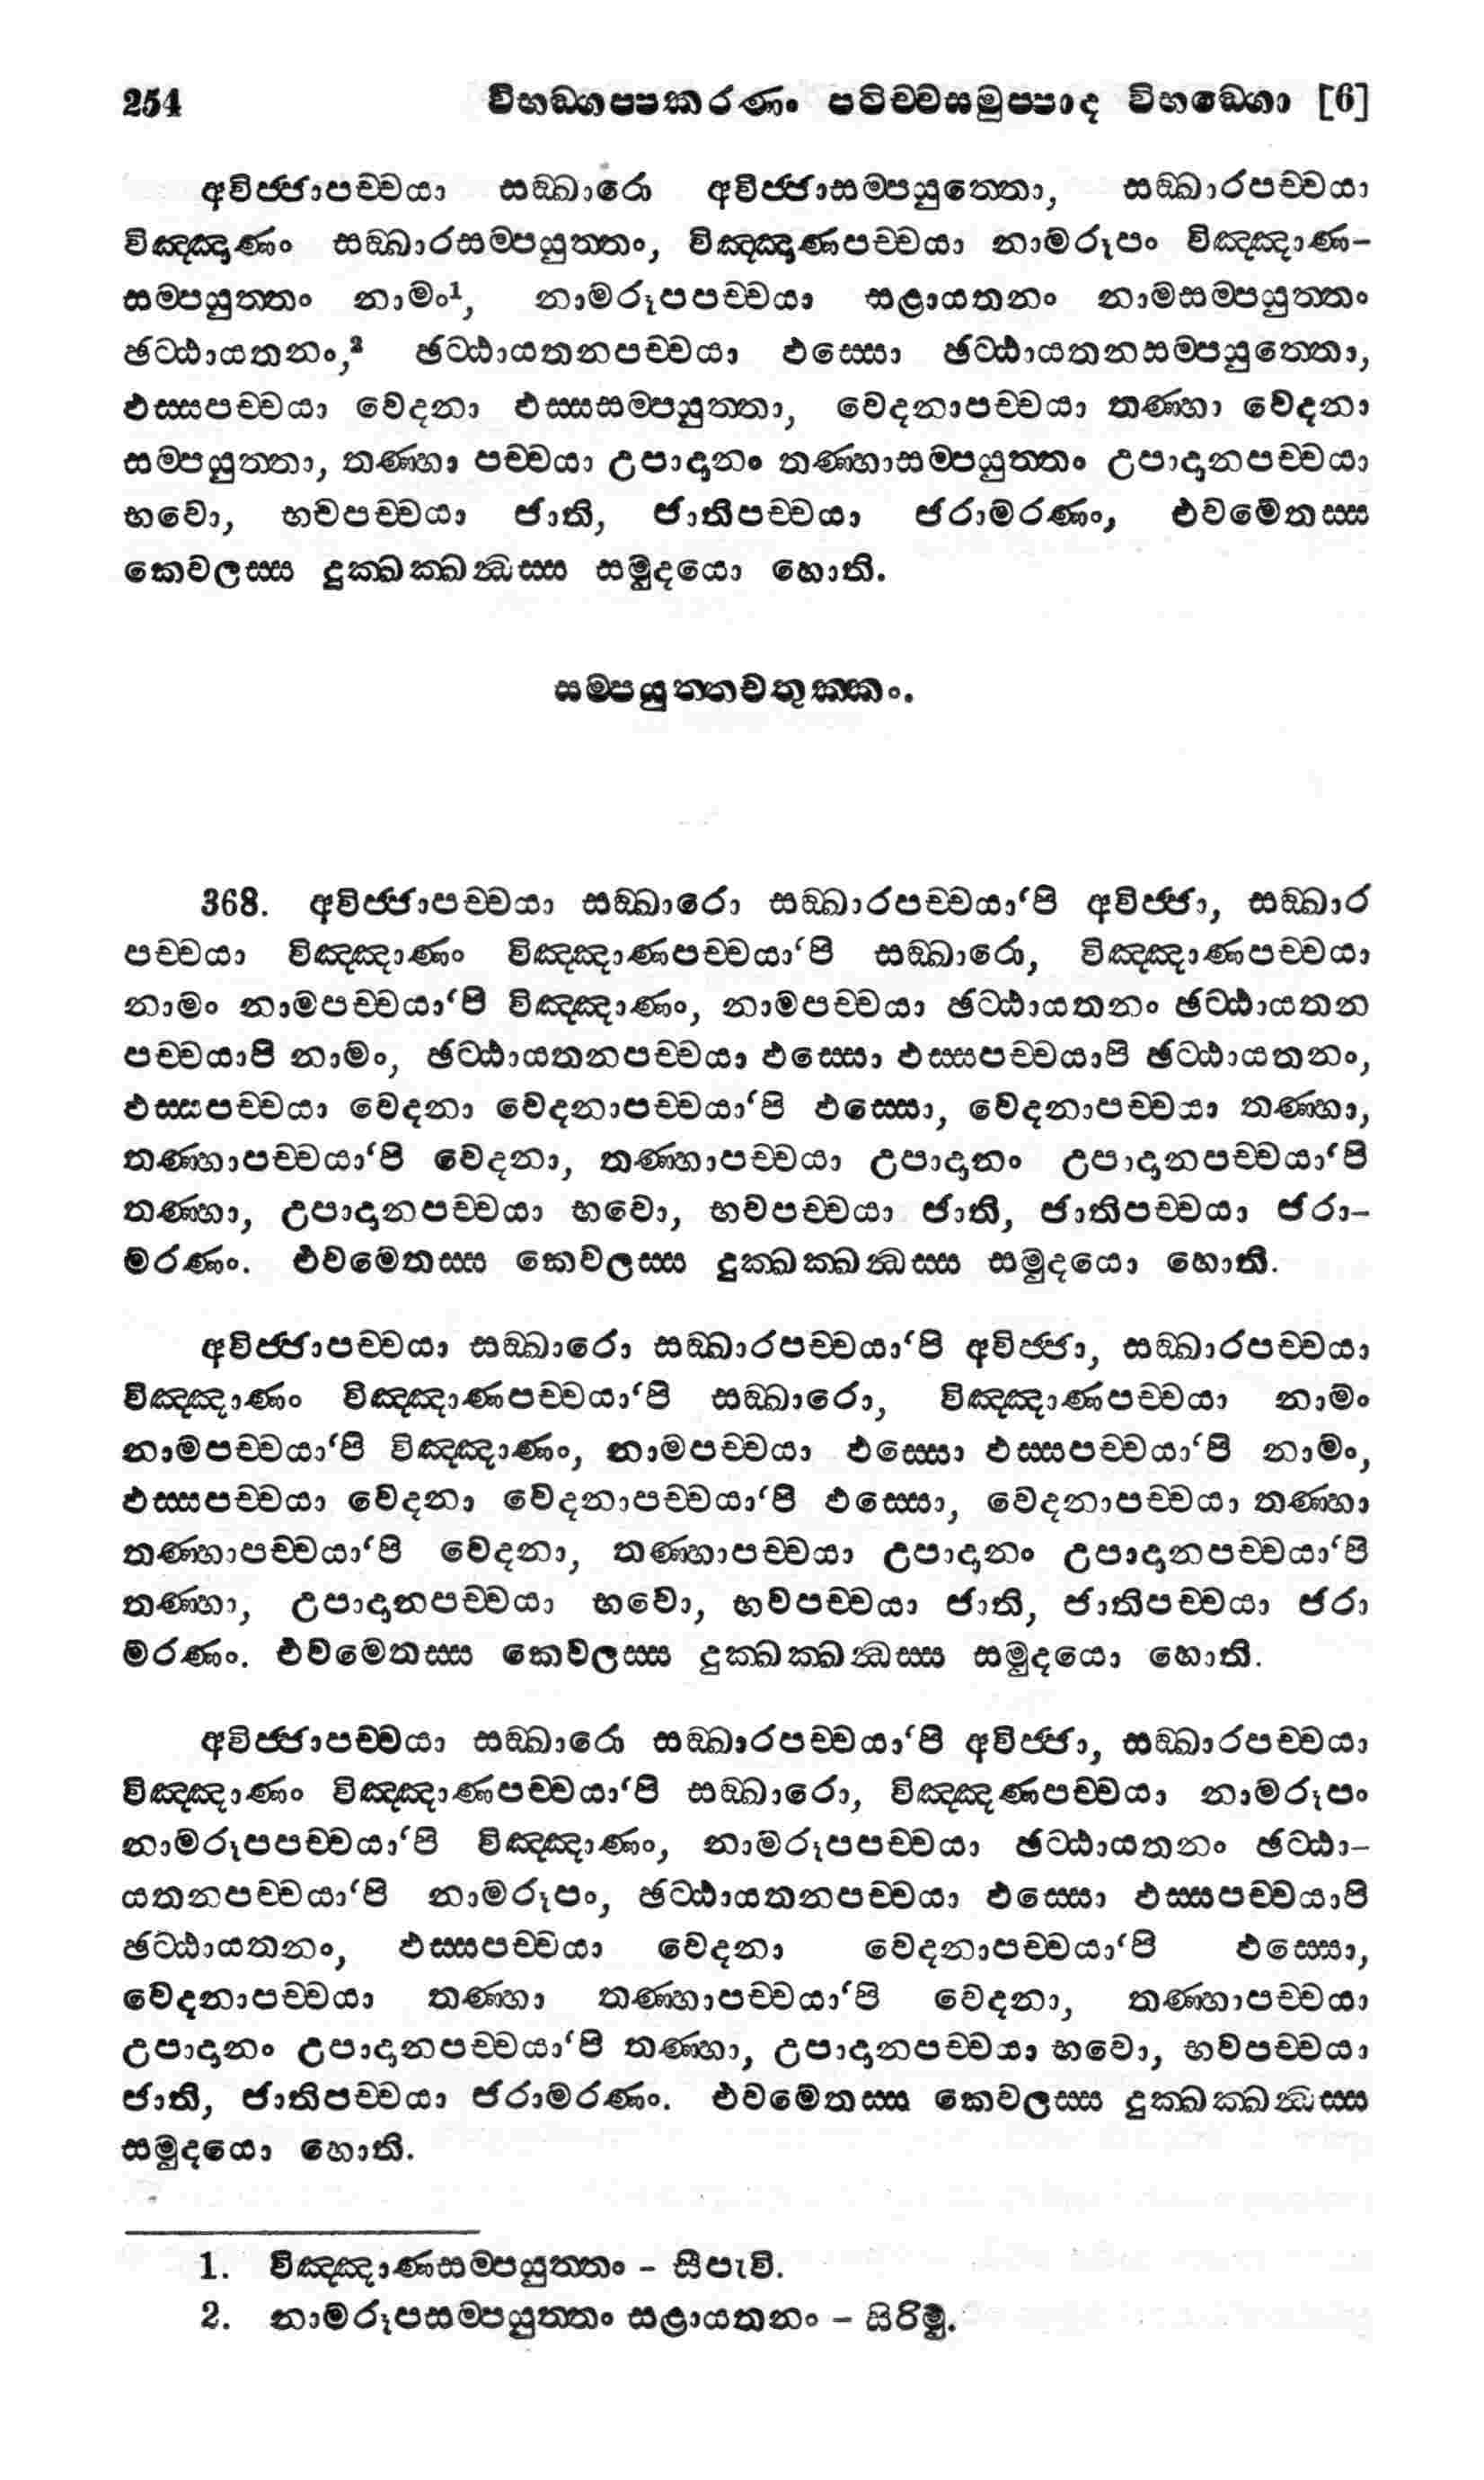 254 විභඞගප්පකරණං පටිච්චසමුප්පාද විභඞෙගා [6]
අවිජ්ජාපච්චයා සඞ්ඛාරො අවිජ්ජාසම්පයුත්තො, සඞ්ඛාරපච්චයා
විඤ්ඤාණං සඞ්ඛාරසම්පයුත්තං, විඤ්ඤාණපච්චයා නාමරූපං විඤ්ඤාණ-
සම්පයුත්තං නාමං¹, නාමරූපපච්චයා සළායතනං නාමසම්පයුත්තං
ඡට්ඨායතනං,² ඡට්ඨායතනපච්චයා ඵස්සො ඡට්ඨායතනසම්පයුත්තො,
ඵස්සපච්චයා වේදනා ඵස්සසම්පයුත්තා, වේදනාපච්චයා තණ්හා වේදනා
සම්පයුත්තා, තණ්හා පච්චයා උපාදානං තණ්හාසම්පයුත්තං උපාදානපච්චයා
භවො, භවපච්චයා ජාති, ජාතිපච්චයා ජරාමරණං, එවමේතස්ස
කෙවලස්ස දුක්ඛක්ඛන්ධස්ස සමුදයො හොති.
සම්පයුත්තචතුක්කං.
368. අවිජ්ජාපච්චයා සඞ්ඛාරො සඞ්ඛාරපච්චයා‘පි අවිජ්ජා, සඞ්ඛාර
පච්චයා විඤ්ඤාණං විඤ්ඤාණපච්චයා‘පි සඞ්ඛාරො, විඤ්ඤාණපච්චයා
නාමං නාමපච්චයා‘පි විඤ්ඤාණං, නාමපච්චයා ඡට්ඨායතනං ඡට්ඨායතන
පච්චයාපි නාමං, ඡට්ඨායතනපච්චයා ඵස්සො ඵස්සපච්චයාපි ඡට්ඨායතනං,
ඵස්සපච්චයා වේදනා වේදනාපච්චයා‘පි ඵස්සො, වේදනාපච්චයා තණ්හා,
තණ්හාපච්චයා‘පි වේදනා, තණ්හාපච්චයා උපාදානං උපාදානපච්චයා‘පි
තණ්හා, උපාදානපච්චයා භවො, භවපච්චයා ජාති, ජාතිපච්චයා ජරා-
මරණං. එවමෙතස්ස කෙවලස්ස දුක්ඛක්ඛන්ධස්ස සමුදයො හොති.
අවිජ්ජාපච්චයා සඞ්ඛාරො සඞ්ඛාරපච්චයා‘පි අවිජ්ජා, සඞ්ඛාරපච්චයා
විඤ්ඤාණං විඤ්ඤාණපච්චයා‘පි සඞ්ඛාරො, විඤ්ඤාණපච්චයා නාමං
නාමපච්චයා‘පි විඤ්ඤාණං, නාමපච්චයා ඵස්සො ඵස්සපච්චයා‘පි නාමං,
ඵස්සපච්චයා වේදනා වේදනාපච්චයා‘පි ඵස්සො, වේදනාපච්චයා තණ්හා
තණ්හාපච්චයා‘පි වේදනා, තණ්හාපච්චයා උපාදානං උපාදානපච්චයා‘පි
තණ්හා, උපාදානපච්චයා භවො, භවපච්චයා ජාති, ජාතිපච්චයා ජරා
මරණං. එවමෙතස්ස කෙවලස්ස දුක්ඛක්ඛන්ධස්ස සමුදයො හොති.
අවිජ්ජාපච්චයා සඞ්ඛාරො සඞ්ඛාරපච්චයා‘පි අවිජ්ජා, සඞ්ඛාරපච්චයා
විඤ්ඤාණං විඤ්ඤාණපච්චයා‘පි සඞ්ඛාරො, විඤ්ඤණපච්චයා නාමරූපං
නාමරූපපච්චයා‘පි විඤ්ඤාණං, නාමරූපපච්චයා ඡට්ඨායතනං ඡට්ඨා-
යතනපච්චයා‘පි නාමරූපං, ඡට්ඨායතනපච්චයා ඵස්සො ඵස්සපච්චයාපි
ඡට්ඨායතනං, ඵස්සපච්චයා වේදනා වේදනාපච්චයා‘පි ඵස්සො,
වේදනාපච්චයා තණ්හා තණ්හාපච්චයා‘පි වේදනා, තණ්හාපච්චයා
උපාදානං උපාදානපච්චයා‘පි තණ්හා, උපාදානපච්චයා භවො, භවපච්චයා
ජාති, ජාතිපච්චයා ජරාමරණං. එවමේතස්ස කෙවලස්ස දුක්ඛක්ඛන්ධිස්ස
සමුදයො හොති.
1. විඤ්ඤාණසම්පයුත්තං - සීපැවි.
2. නාමරූපසම්පයුත්තං සළායතනං - සිරිමු.